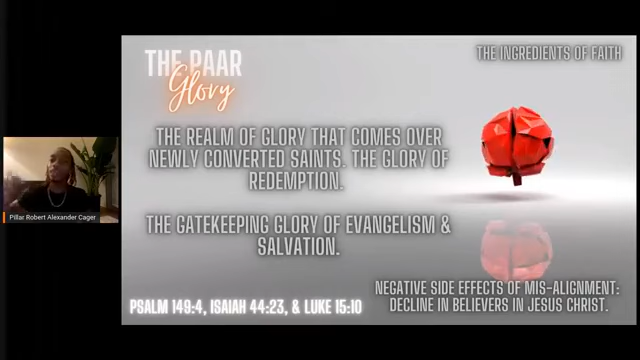 THE PAAR
Glory
THE INGREDIENTS OF FAITH
THE REALM OF GLORY THAT COMES OVER
NEWLY CONVERTED SAINTS. THE GLORY OF
REDEMPTION.
THE GATEKEEPING GLORY OF EVANGELISM &
SALVATION.
Pillar Robert Alexander Cager
PSALM 149:4, ISAIAH 44:23, & LUKE 15:10
NEGATIVE SIDE EFFECTS OF MIS-ALIGNMENT:
DECLINE IN BELIEVERS IN JESUS CHRIST.